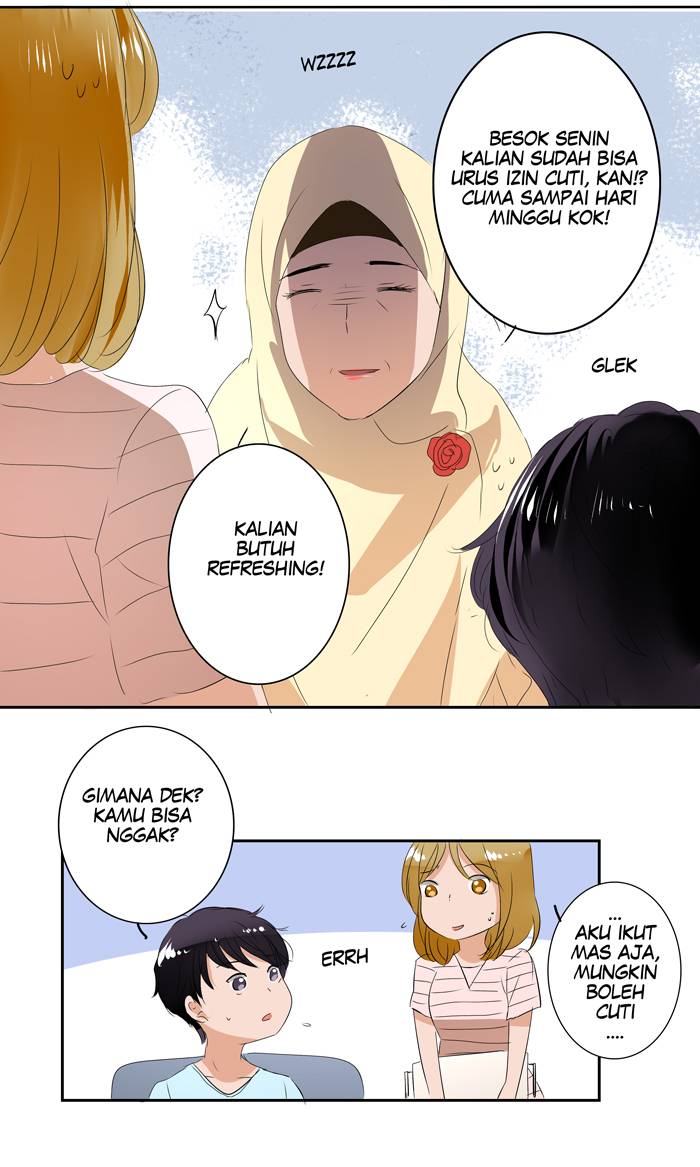 WZZZZ
BESOK SENIN
KALIAN SUDAH BISA
URUS IZIN CUTI, KAN!?
CUMA SAMPAI HARI
MINGGU KOK!
GLEK
KALIAN
BUTUH
REFRESHING!
GIMANA DEK?
KAMU BISA
NGGAK?
ERRH
...
AKU IKUT
MAS AJA,
MUNGKIN
BOLEH
CUTI
....